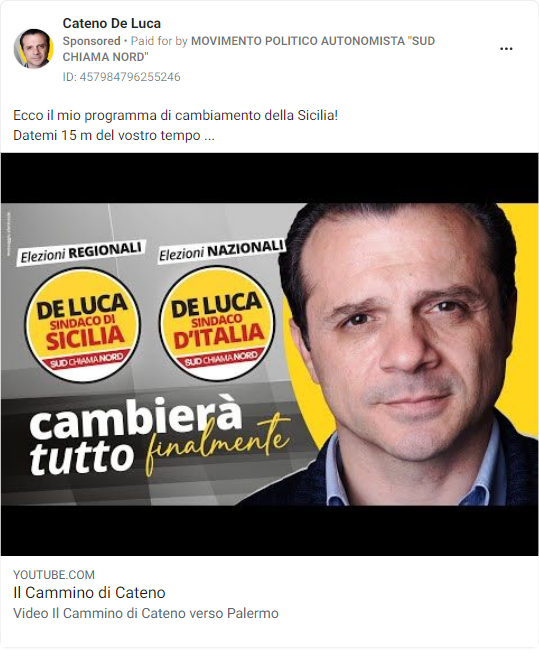 Cateno De Luca
Sponsored • Paid for by MOVIMENTO POLITICO AUTONOMISTA "SUD
CHIAMA NORD"
ID: 457984796255246
Ecco il mio programma di cambiamento della Sicilia!
Datemi 15 m del vostro tempo ...
Elezioni REGIONALI
DE LUCA
SINDACO DI
SICILIA
SUD CHIAMA NORD
Elezioni NAZIONALI
DE LUCA
SINDACO
D'ITALIA
SUD CHIAMA NORD
cambierà
tutto finalmente
YOUTUBE.COM
Il Cammino di Cateno
Video Il Cammino di Cateno verso Palermo